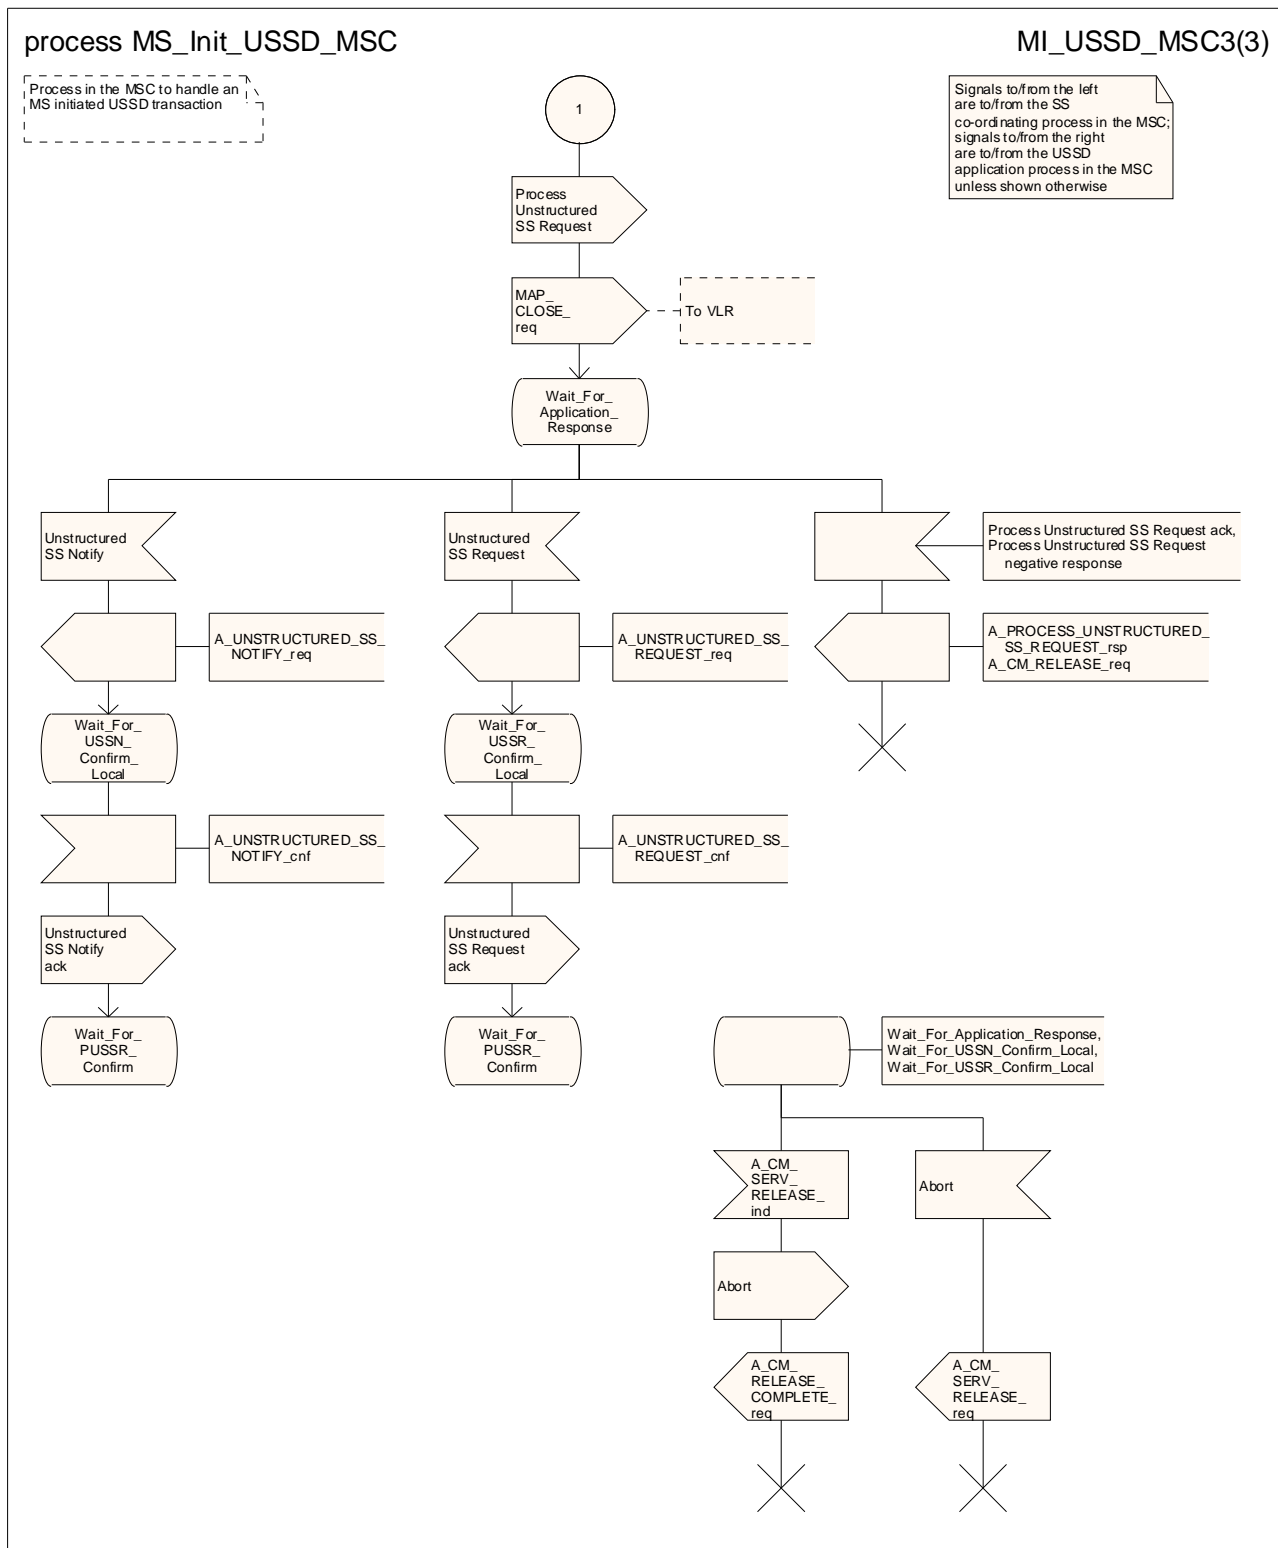 process MS_Init_USSD_MSC
MI_USSD_MSC3(3)
Process in the MSC to handle an
MS initiated USSD transaction
1
Signals to/from the left
are to/from the SS
co-ordinating process in the MSC;
signals to/from the right
are to/from the USSD
application process in the MSC
unless shown otherwise
Process
Unstructured
SS Request
MAP_
CLOSE_
req
To VLR
Wait_For_
Application_
Response
Unstructured
SS Notify
Unstructured
SS Request
Process Unstructured SS Request ack,
Process Unstructured SS Request
negative response
A_UNSTRUCTURED_SS_
NOTIFY_req
A_UNSTRUCTURED_SS_
REQUEST_req
A_PROCESS_UNSTRUCTURED_
SS_REQUEST_rsp
A_CM_RELEASE_req
Wait_For_
USSN_
Confirm_
Local
Wait_For_
USSR_
Confirm_
Local
A_UNSTRUCTURED_SS_
NOTIFY_cnf
A_UNSTRUCTURED_SS_
REQUEST_cnf
Unstructured
SS Notify
ack
Unstructured
SS Request
ack
Wait_For_
PUSSR_
Confirm
Wait_For_
PUSSR_
Confirm
Wait_For_Application_Response,
Wait_For_USSN_Confirm_Local,
Wait_For_USSR_Confirm_Local
A_CM_
SERV_
RELEASE_
ind
Abort
Abort
A_CM_
RELEASE_
COMPLETE_
req
A_CM_
SERV_
RELEASE_
req